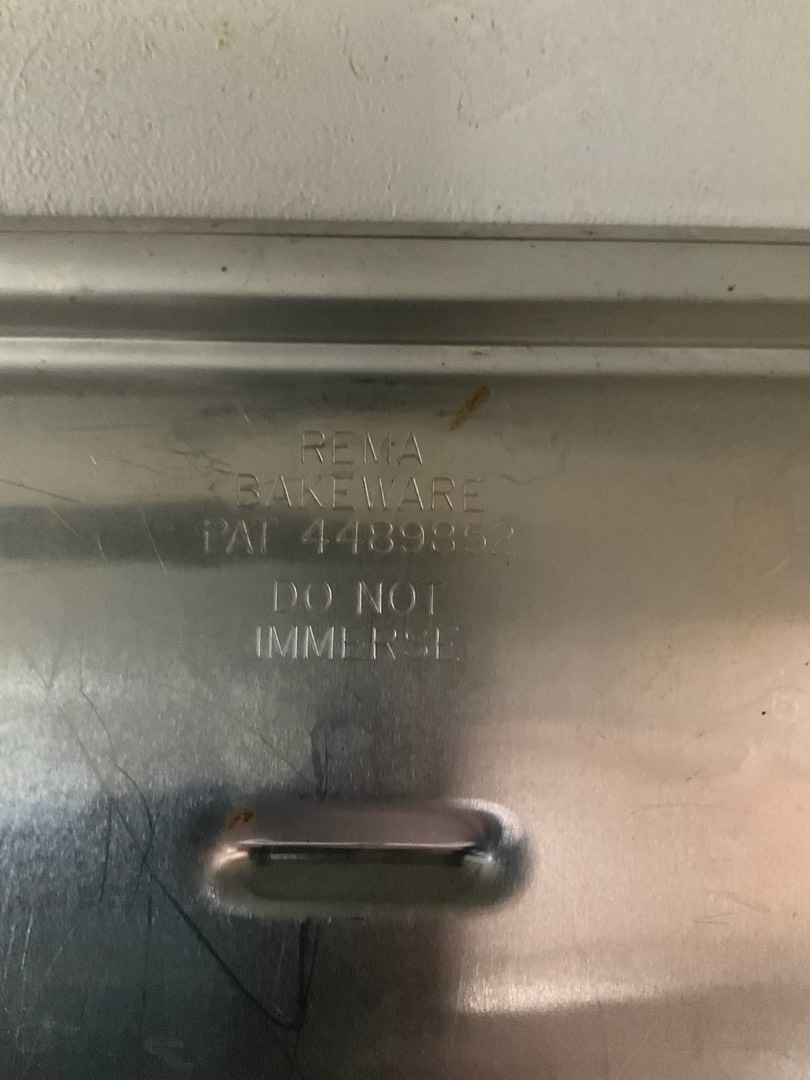 REMA
BAKEWARE
PAT 4489852
DO NOT
IMMERSE